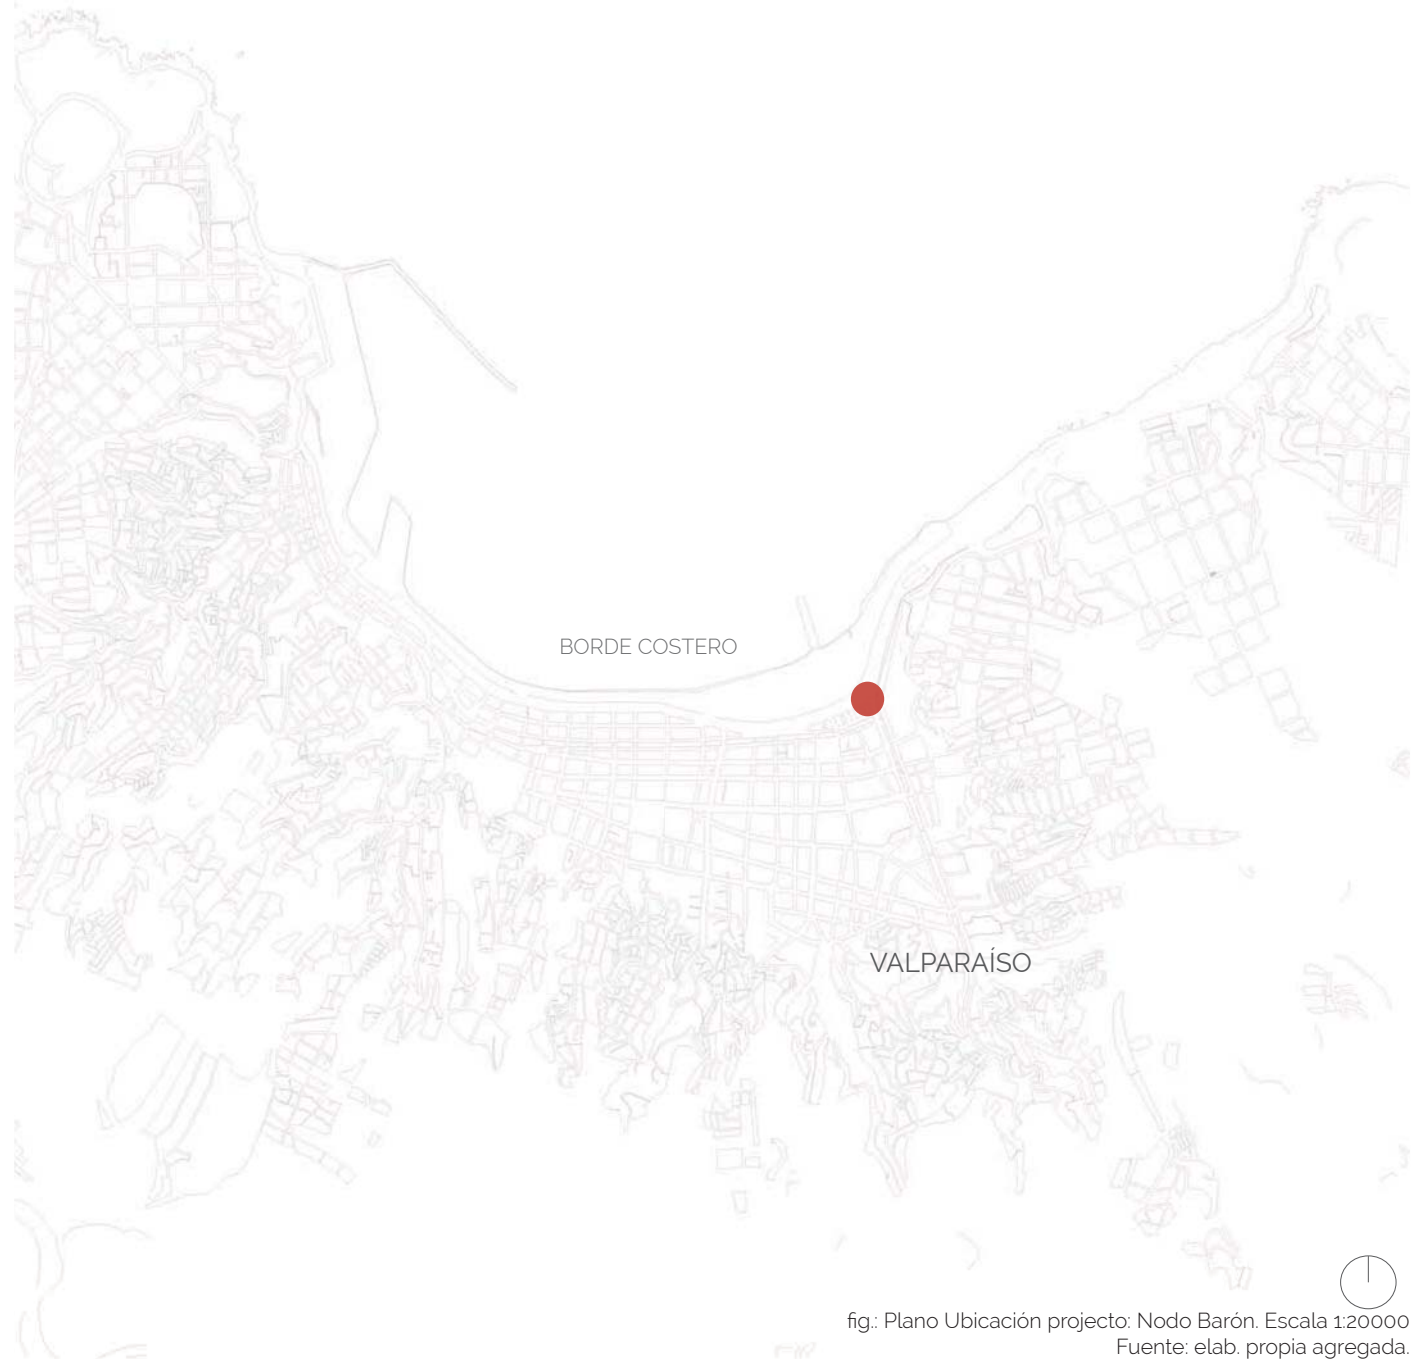 BORDE COSTERO
VALPARAÍSO
fig.: Plano Ubicación projecto: Nodo Barón. Escala 1:20000
Fuente: elab. propia agregada.